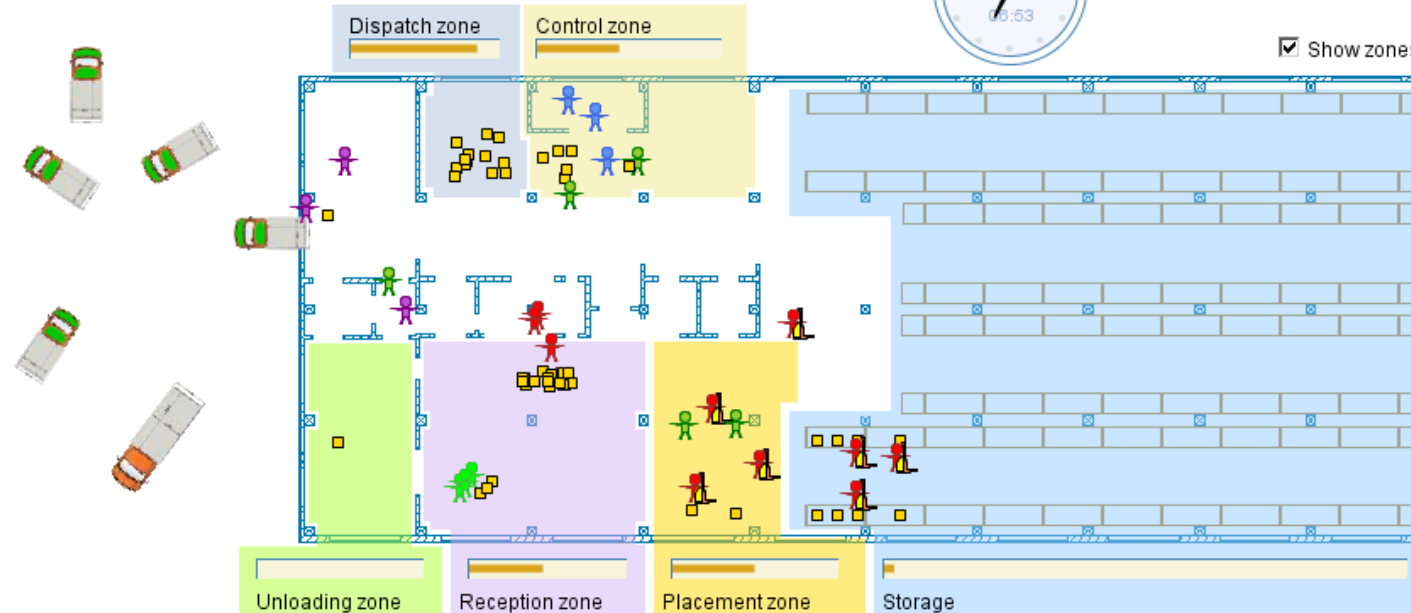 06:53
Dispatch zone
Control zone
Show zones
Unloading zone
Reception zone
Placement zone
Storage